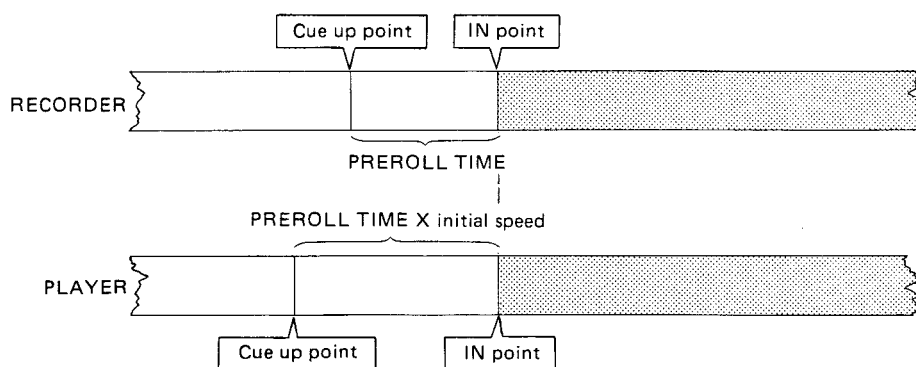 Cue up point IN point
RECORDER
PREROLL TIME
PREROLL TIME X initial speed
PLAYER
Cue up point IN point